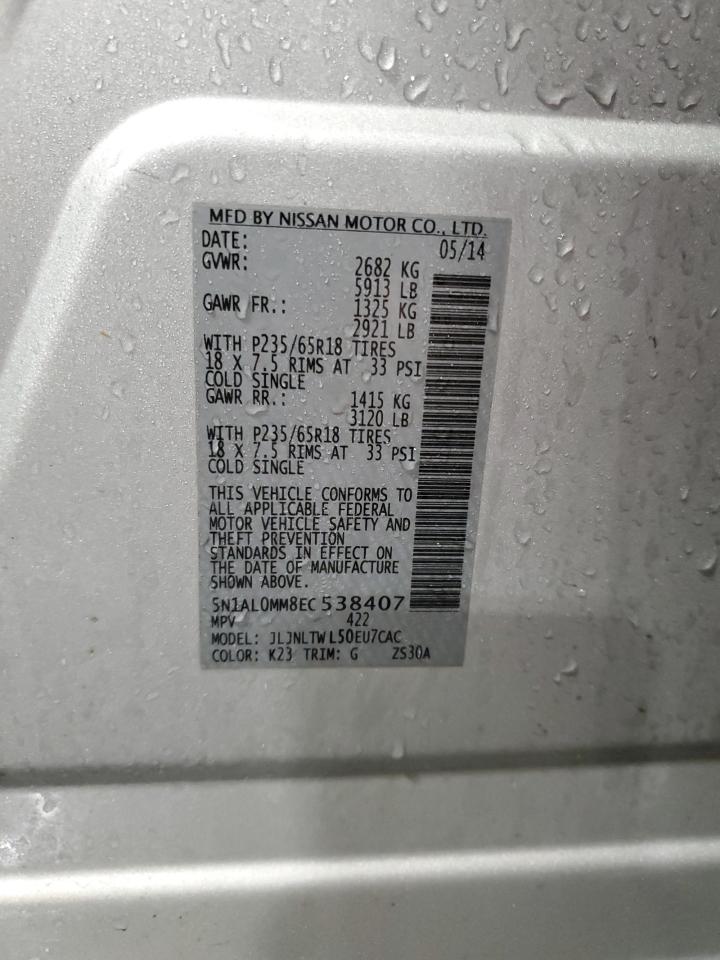 MFD BY NISSAN MOTOR CO., LTD.
DATE: 05/14
GVWR: 2682 KG
5913 LB
GAWR FR.: 1325 KG
2921 LB
WITH P235/65R18 TIRES
18 X 7.5 RIMS AT 33 PSI
COLD SINGLE
GAWR RR.: 1415 KG
3120 LB
WITH P235/65R18 TIRES
18 X 7.5 RIMS AT 33 PSI
COLD SINGLE
THIS VEHICLE CONFORMS TO
ALL APPLICABLE FEDERAL
MOTOR VEHICLE SAFETY AND
THEFT PREVENTION
STANDARDS IN EFFECT ON
THE DATE OF MANUFACTURE
SHOWN ABOVE.
5N1AL0MM8EC 538407
MPV 422
MODEL: JLJNLTW L50EU7CAC
COLOR: K23 TRIM: G ZS30A